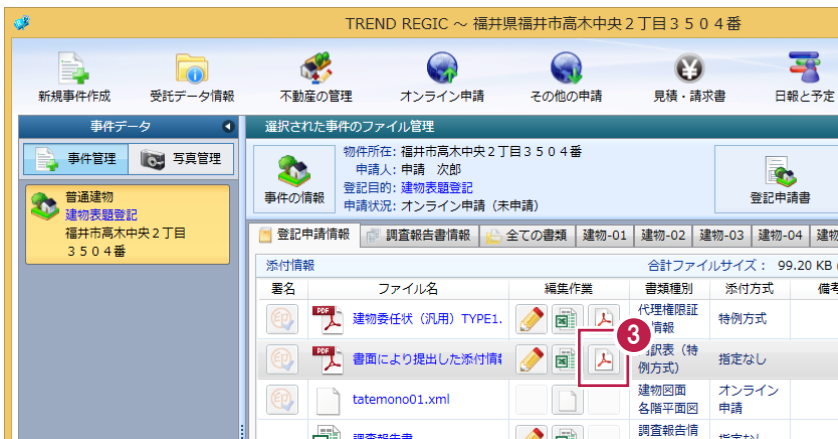 TREND REGIC ~ 福井県福井市高木中央2丁目3504番
新規事件作成
受託データ情報
不動産の管理
オンライン申請
その他の申請
見積・請求書
日報と予定
事件データ
選択された事件のファイル管理
事件管理
写真管理
普通建物
建物表題登記
福井市高木中央2丁目
3504番
事件の情報
物件所在: 福井市高木中央2丁目3504番
申請人: 申請 次郎
登記目的: 建物表題登記
申請状況: オンライン申請(未申請)
登記申請書
登記申請情報
調査報告書情報
全ての書類
建物-01
建物-02
建物-03
建物-04
建物
添付情報
合計ファイルサイズ: 99.20 KB
署名
ファイル名
編集作業
書類種別
添付方式
備考
PDF
建物委任状(汎用)TYPE1.
代理権限証
情報
特例方式
3
PDF
書面により提出した添付情報
訳表(特
例方式)
指定なし
tatemono01.xml
建物図面
各階平面図
オンライン
申請
調査報告書
調査報告情
指定なし